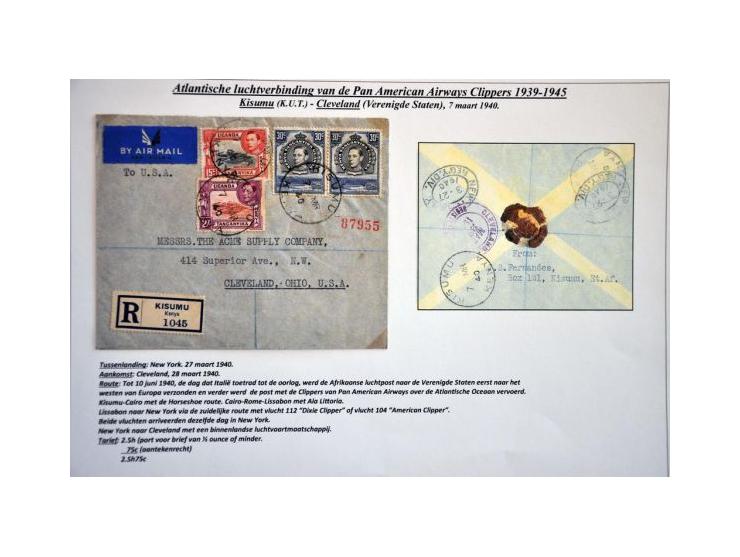 Atlantische luchtverbinding van de Pan American Airways Clippers 1939-1945
Kisumu (K.U.T.) - Cleveland (Verenigde Staten), 7 maart 1940.
BY AIR MAIL
To U.S.A.
UGANDA
30c
30c
UGANDA
TANGANYIKA
KISUMU
87955
MESSRS.THE ACME SUPPLY COMPANY,
414 Superior Ave., N.W.
CLEVELAND, OHIO, U.S.A.
R
KISUMU
Kenya
1045
KISUMU
KENYA
From:
S.Fernandes,
Box 181, Kisumu, Br.Af.
Tussenlanding: New York. 27 maart 1940.
Aankomst: Cleveland, 28 maart 1940.
Route: Tot 10 juni 1940, de dag dat Italië toetrad tot de oorlog, werd de Afrikaanse luchtpost naar de Verenigde Staten eerst naar het
westen van Europa verzonden en verder werd de post met de Clippers van Pan American Airways over de Atlantische Oceaan vervoerd.
Kisumu-Cairo met de Horseshoe route. Cairo-Rome-Lissabon met Ala Littoria.
Lissabon naar New York via de zuidelijke route met vlucht 112 "Dixie Clipper" of vlucht 104 "American Clipper".
Beide vluchten arriveerden dezelfde dag in New York.
New York naar Cleveland met een binnenlandse luchtvaartmaatschappij.
Tarief: 2.5h (port voor brief van ½ ounce of minder.
75c (aantekenrecht)
2.5h75c